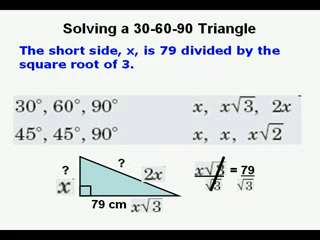 Solving a 30-60-90 Triangle
The short side, x, is 79 divided by the
square root of 3.
30°, 60°, 90° x, x√3, 2x
45°, 45°, 90° x, x, x√2
? ? 2x x√3 = 79
x √3 √3
79 cm x√3